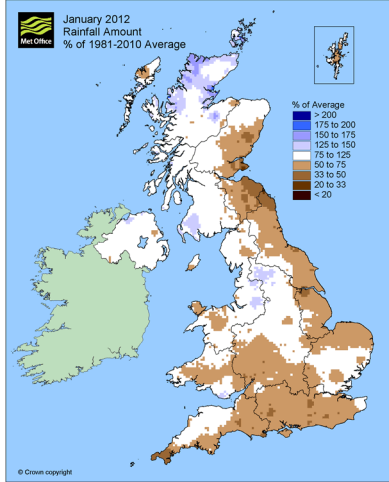 Met Office
January 2012
Rainfall Amount
% of 1981-2010 Average
% of Average
> 200
175 to 200
150 to 175
125 to 150
75 to 125
50 to 75
33 to 50
20 to 33
< 20
© Crown copyright